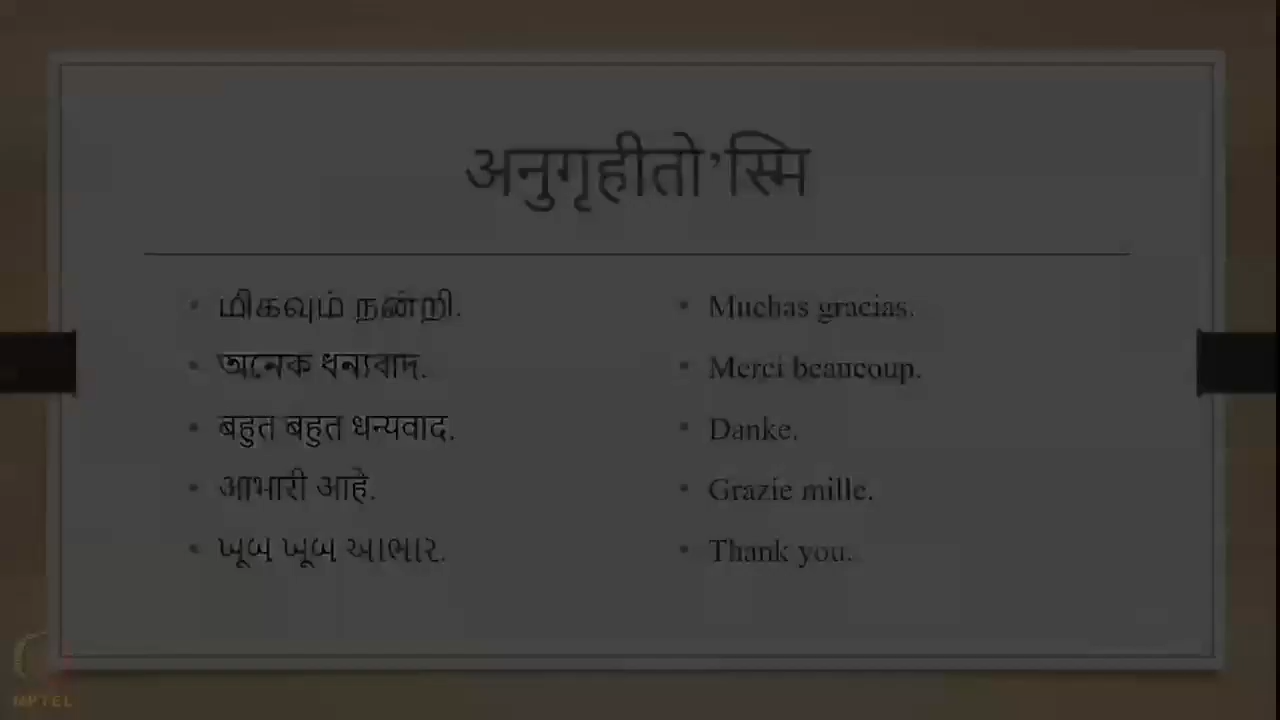 अनुगृहीतो’स्मि
மிகவும் நன்றி.
অনেক ধন্যবাদ.
बहुत बहुत धन्यवाद.
आभारी आहे.
ખૂબ ખૂબ આભાર.
Muchas gracias.
Merci beaucoup.
Danke.
Grazie mille.
Thank you.
NPTEL